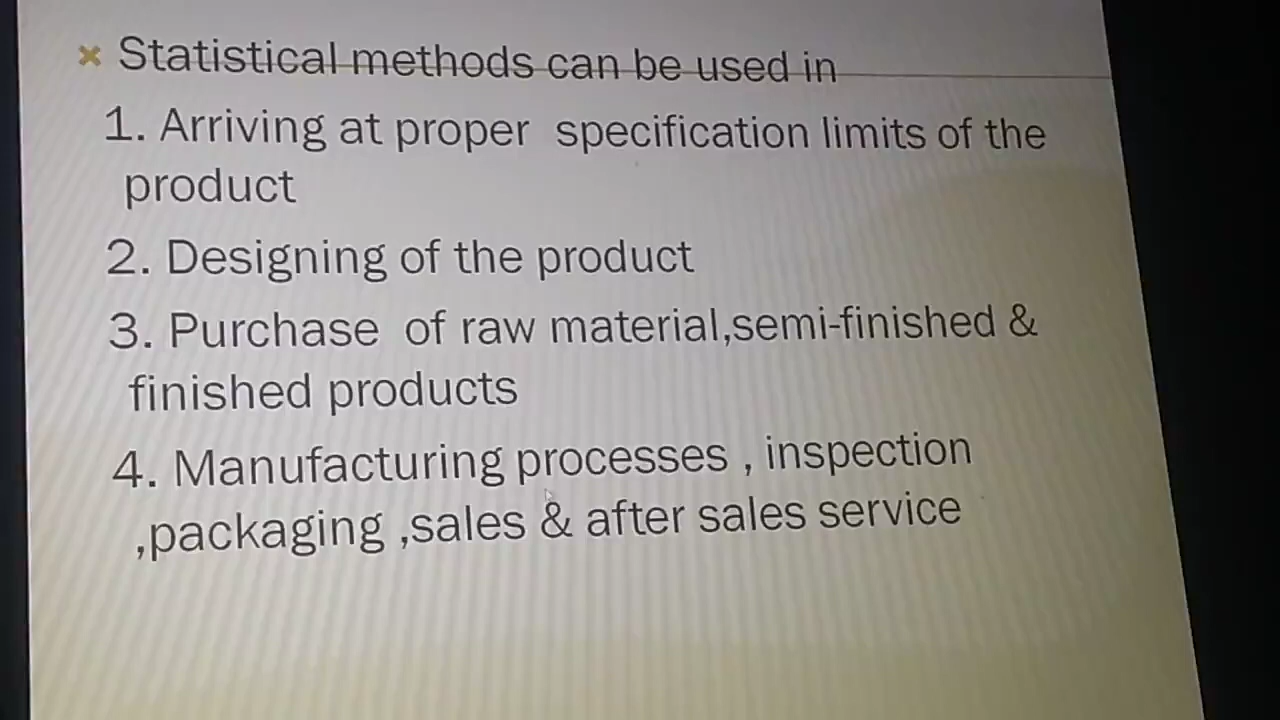 Statistical methods can be used in
1. Arriving at proper specification limits of the
product
2. Designing of the product
3. Purchase of raw material,semi-finished &
finished products
4. Manufacturing processes , inspection
,packaging ,sales & after sales service